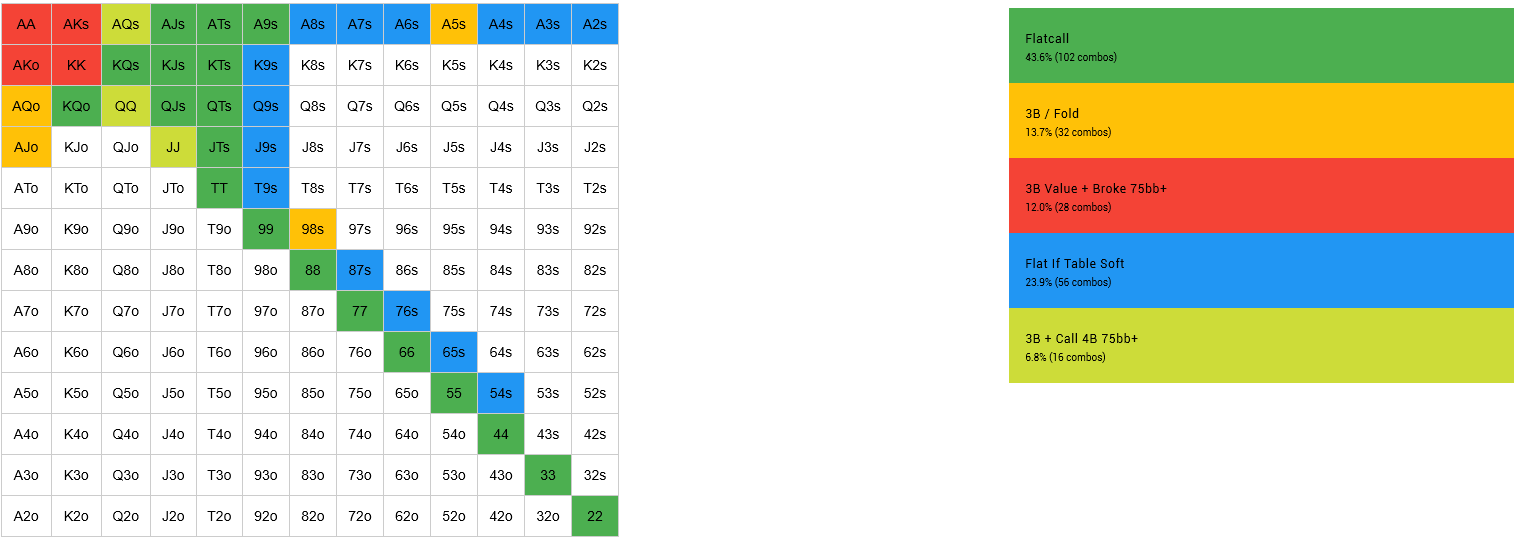 AA AKs AQs AJs ATs A9s A8s A7s A6s A5s A4s A3s A2s
AKo KK KQs KJs KTs K9s K8s K7s K6s K5s K4s K3s K2s
AQo KQo QQ QJs QTs Q9s Q8s Q7s Q6s Q5s Q4s Q3s Q2s
AJo KJo QJo JJ JTs J9s J8s J7s J6s J5s J4s J3s J2s
ATo KTo QTo JTo TT T9s T8s T7s T6s T5s T4s T3s T2s
A9o K9o Q9o J9o T9o 99 98s 97s 96s 95s 94s 93s 92s
A8o K8o Q8o J8o T8o 98o 88 87s 86s 85s 84s 83s 82s
A7o K7o Q7o J7o T7o 97o 87o 77 76s 75s 74s 73s 72s
A6o K6o Q6o J6o T6o 96o 86o 76o 66 65s 64s 63s 62s
A5o K5o Q5o J5o T5o 95o 85o 75o 65o 55 54s 53s 52s
A4o K4o Q4o J4o T4o 94o 84o 74o 64o 54o 44 43s 42s
A3o K3o Q3o J3o T3o 93o 83o 73o 63o 53o 43o 33 32s
A2o K2o Q2o J2o T2o 92o 82o 72o 62o 52o 42o 32o 22
Flatcall
43.6% (102 combos)
3B / Fold
13.7% (32 combos)
3B Value + Broke 75bb+
12.0% (28 combos)
Flat If Table Soft
23.9% (56 combos)
3B + Call 4B 75bb+
6.8% (16 combos)